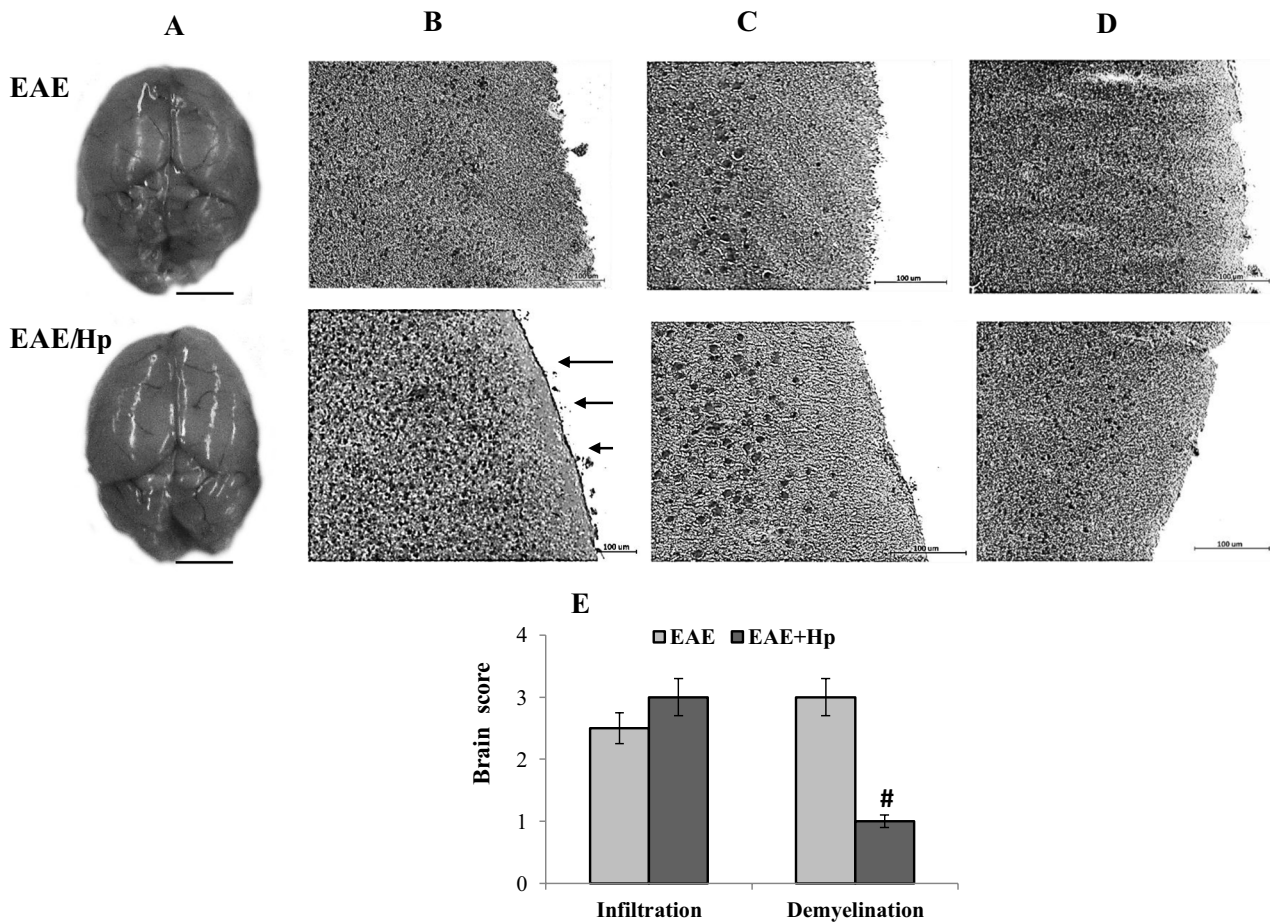 A B C D
EAE
100 um 100 um 100 um
EAE/Hp
100 um 100 um 100 um
E
EAE EAE+Hp
Brain score
4
3
2
1
0
#
Infiltration Demyelination